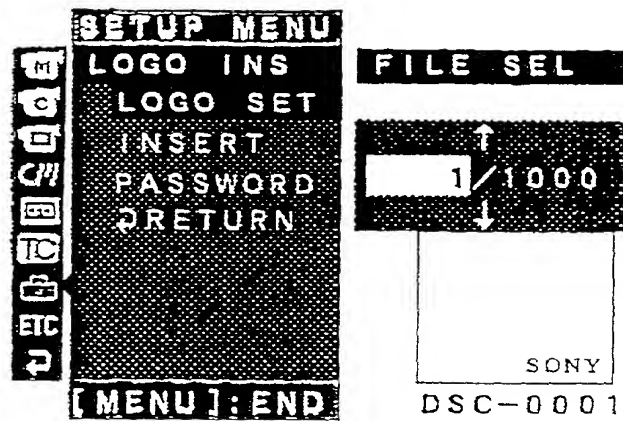 SETUP MENU
LOGO INS
LOGO SET
INSERT
PASSWORD
RETURN
[MENU]:END
M
C
CM
TC
ETC
FILE SEL
1/1000
SONY
DSC-0001